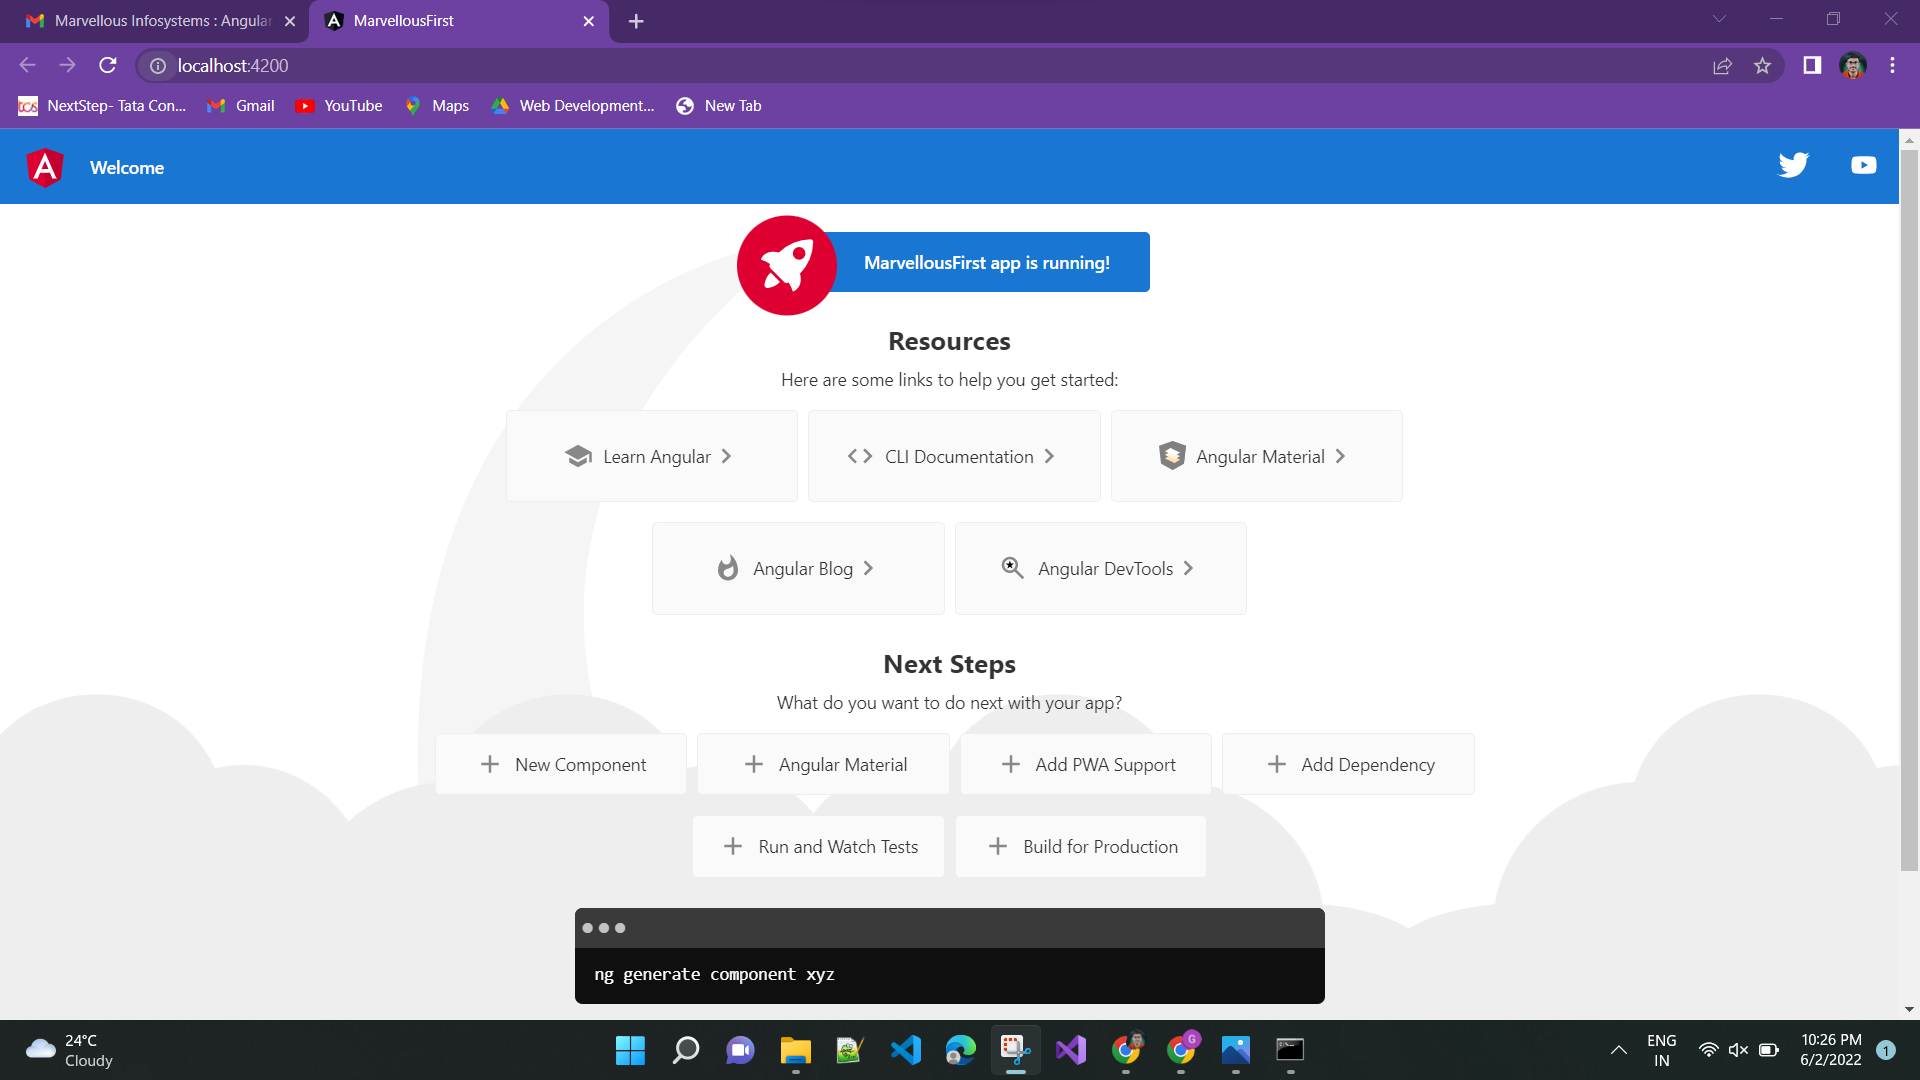 Marvellous Infosystems : Angular
MarvellousFirst
localhost:4200
NextStep- Tata Con...
Gmail
YouTube
Maps
Web Development...
New Tab
Welcome
MarvellousFirst app is running!
Resources
Here are some links to help you get started:
Learn Angular
CLI Documentation
Angular Material
Angular Blog
Angular DevTools
Next Steps
What do you want to do next with your app?
New Component
Angular Material
Add PWA Support
Add Dependency
Run and Watch Tests
Build for Production
ng generate component xyz
24°C
Cloudy
ENG
IN
10:26 PM
6/2/2022
1